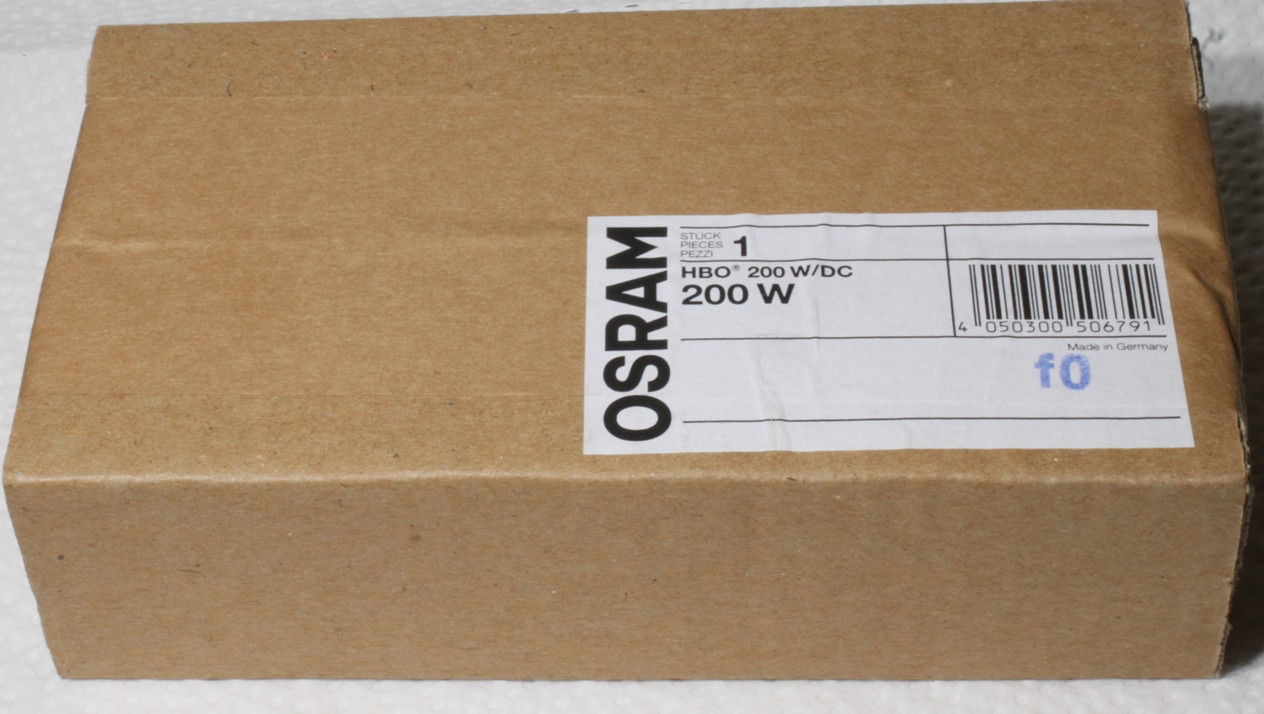 OSRAM
STÜCK
PIECES 1
PEZZI
HBO® 200 W/DC
200 W
4 050300 506791
Made in Germany
f0